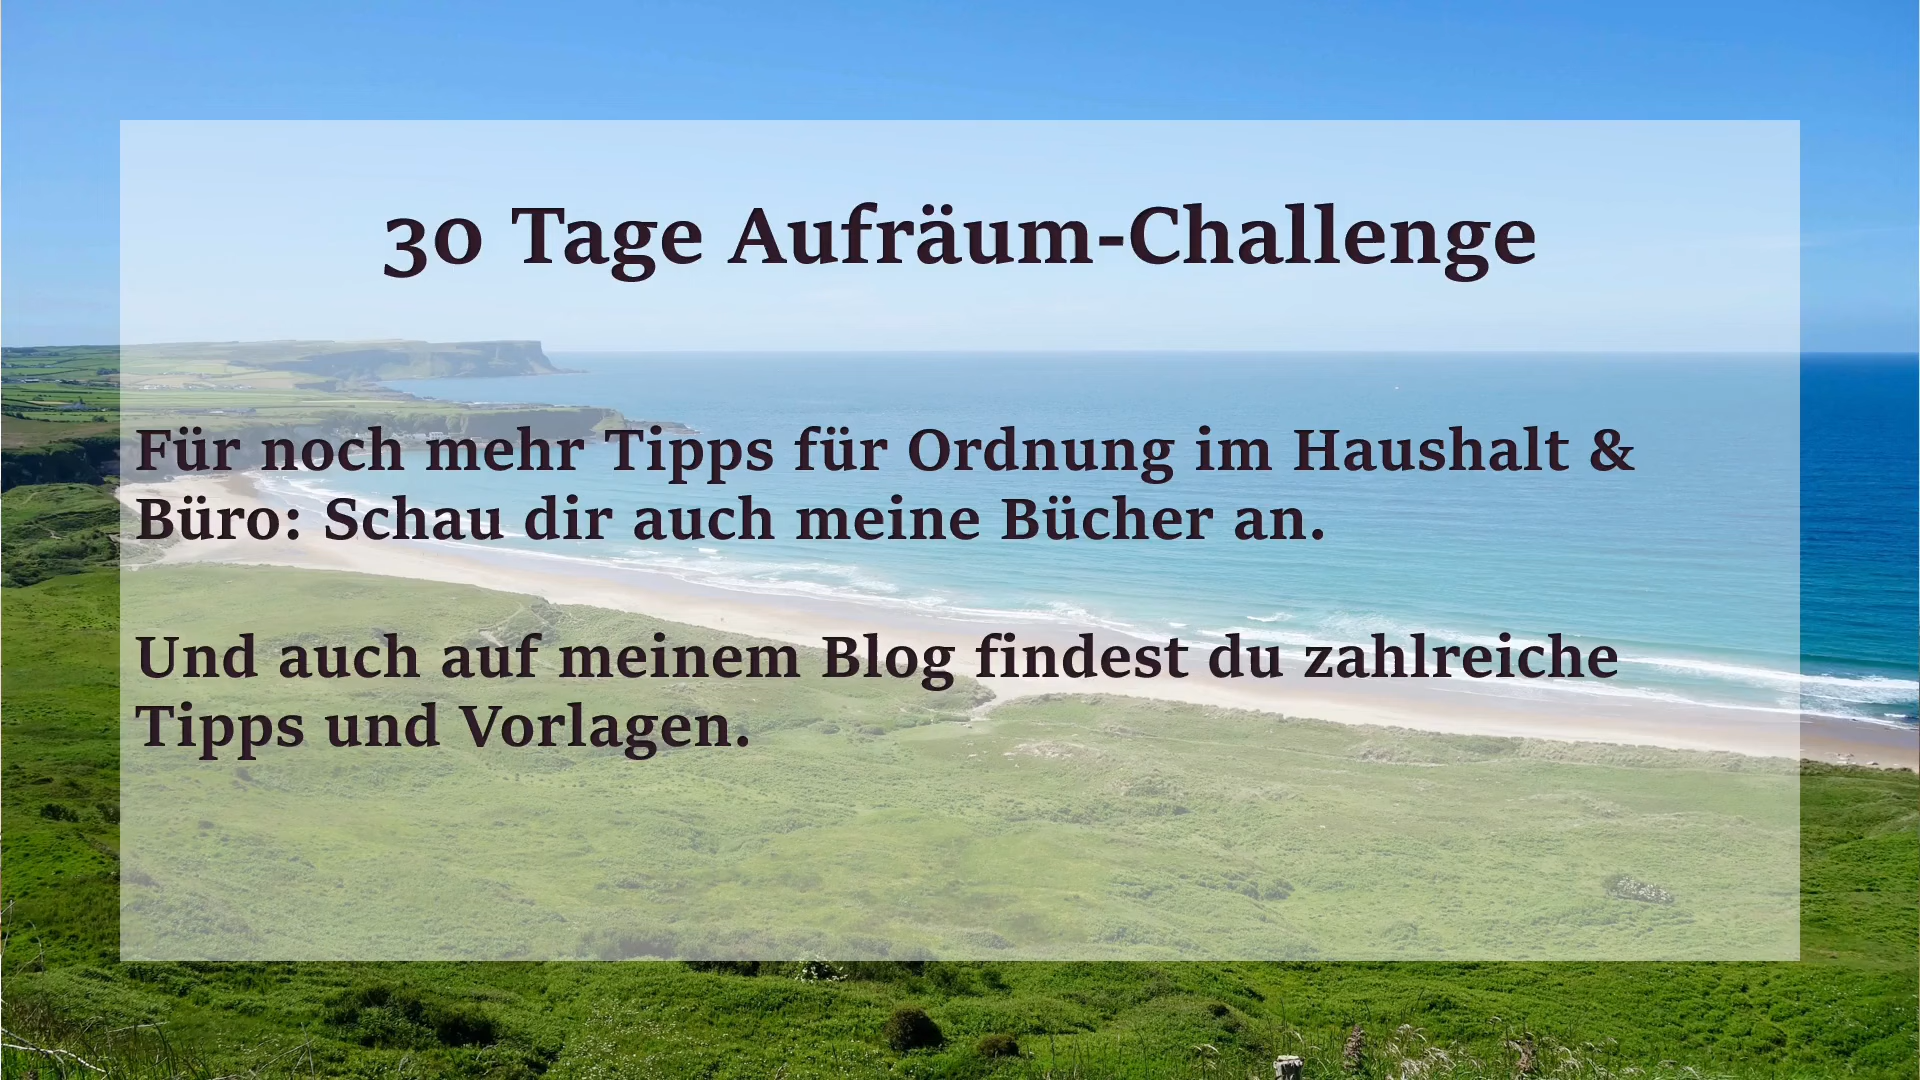 30 Tage Aufräum-Challenge
Für noch mehr Tipps für Ordnung im Haushalt &
Büro: Schau dir auch meine Bücher an.
Und auch auf meinem Blog findest du zahlreiche
Tipps und Vorlagen.